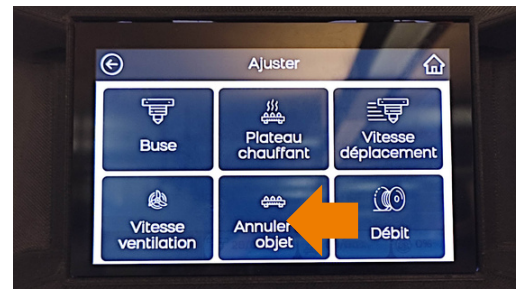 Ajuster
Buse
Plateau
chauffant
Vitesse
déplacement
Vitesse
ventilation
Annuler
objet
Débit